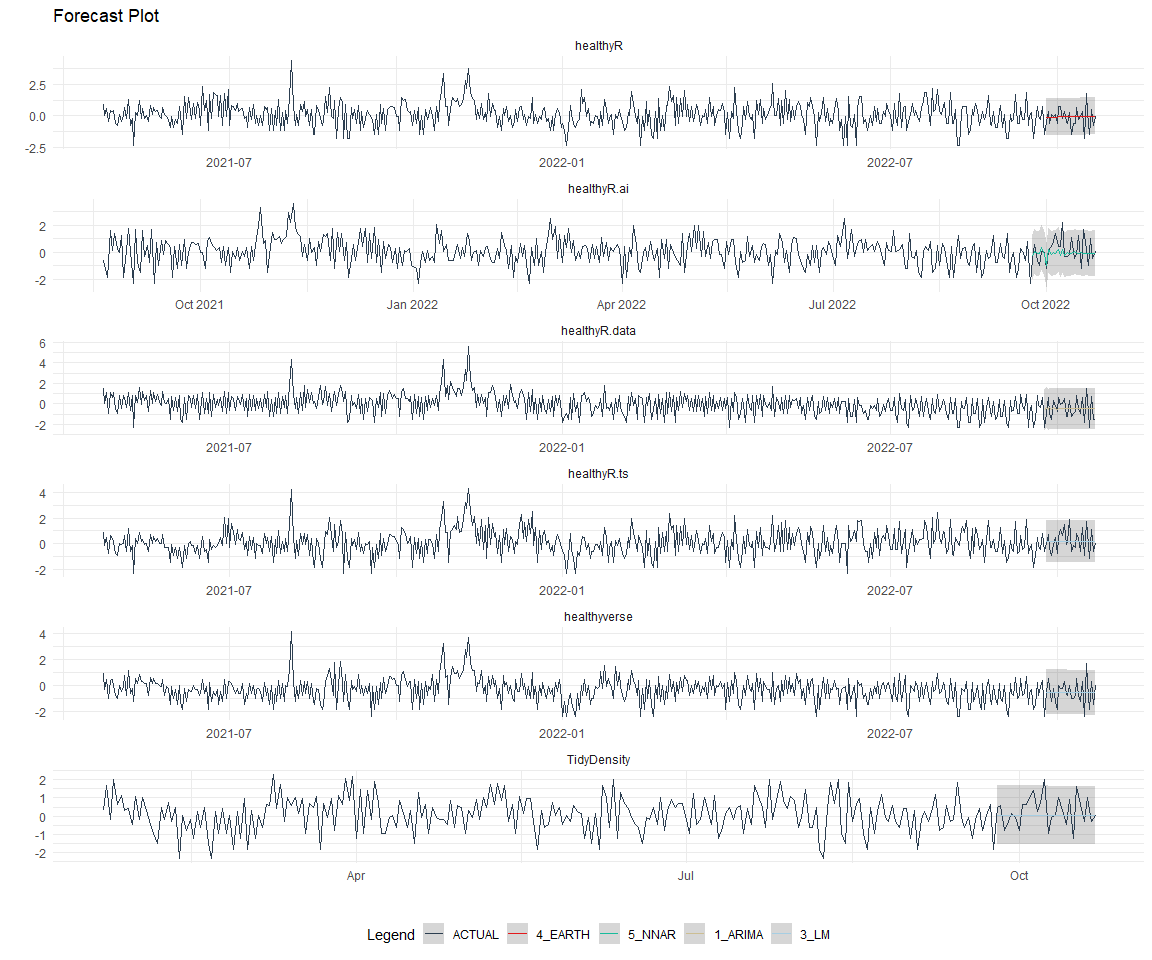 Forecast Plot
healthyR
2.5
0.0
-2.5
2021-07 2022-01 2022-07
healthyR.ai
2
0
-2
Oct 2021 Jan 2022 Apr 2022 Jul 2022 Oct 2022
healthyR.data
6
4
2
0
-2
2021-07 2022-01 2022-07
healthyR.ts
4
2
0
-2
2021-07 2022-01 2022-07
healthyverse
4
2
0
-2
2021-07 2022-01 2022-07
TidyDensity
2
1
0
-1
-2
Apr Jul Oct
Legend ACTUAL 4_EARTH 5_NNAR 1_ARIMA 3_LM